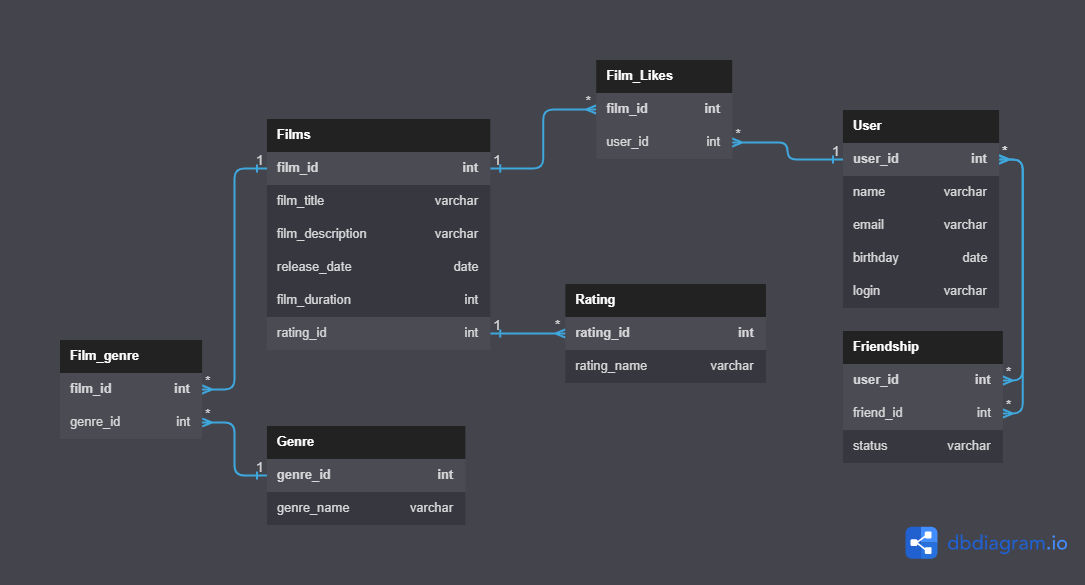 Film_Likes
* film_id int
user_id int *
User
1 user_id int *
name varchar
email varchar
birthday date
login varchar
Films
1 film_id int 1
film_title varchar
film_description varchar
release_date date
film_duration int
rating_id int 1
Rating
* rating_id int
rating_name varchar
Friendship
user_id int *
friend_id int *
status varchar
Film_genre
film_id int *
genre_id int *
Genre
1 genre_id int
genre_name varchar
dbdiagram.io